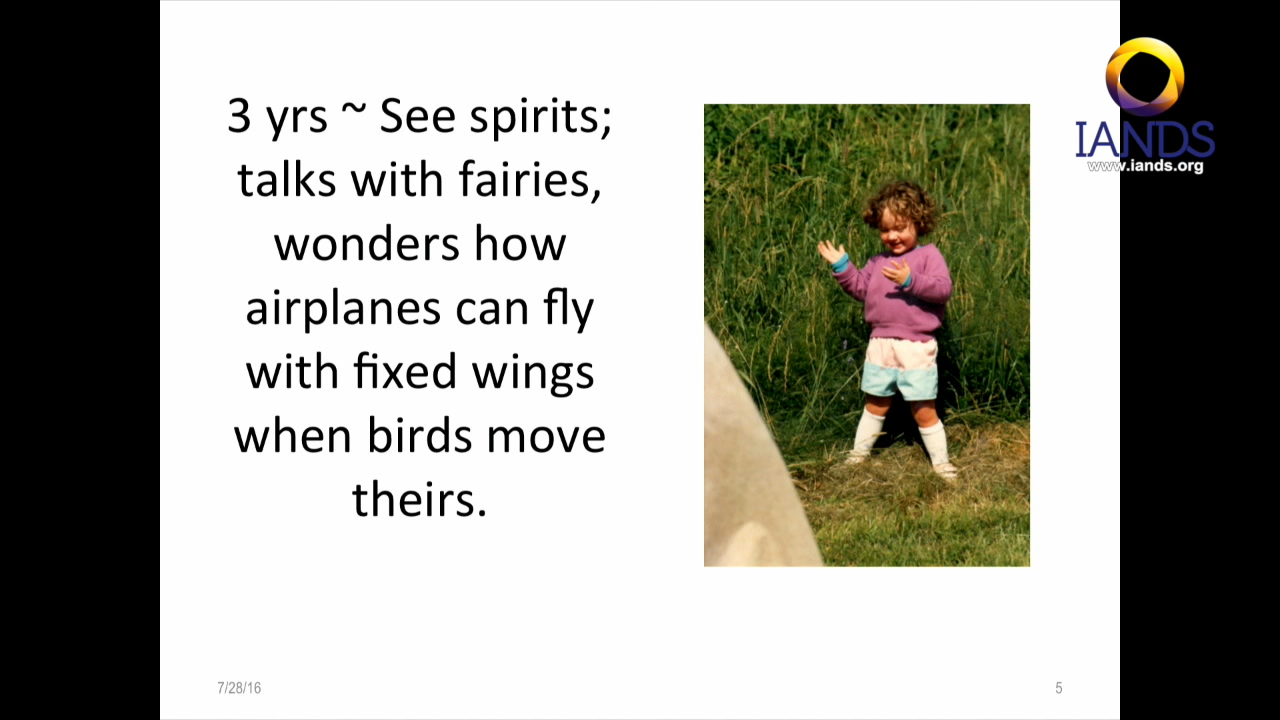 3 yrs ~ See spirits;
talks with fairies,
wonders how
airplanes can fly
with fixed wings
when birds move
theirs.
IANDS
www.iands.org
7/28/16
5